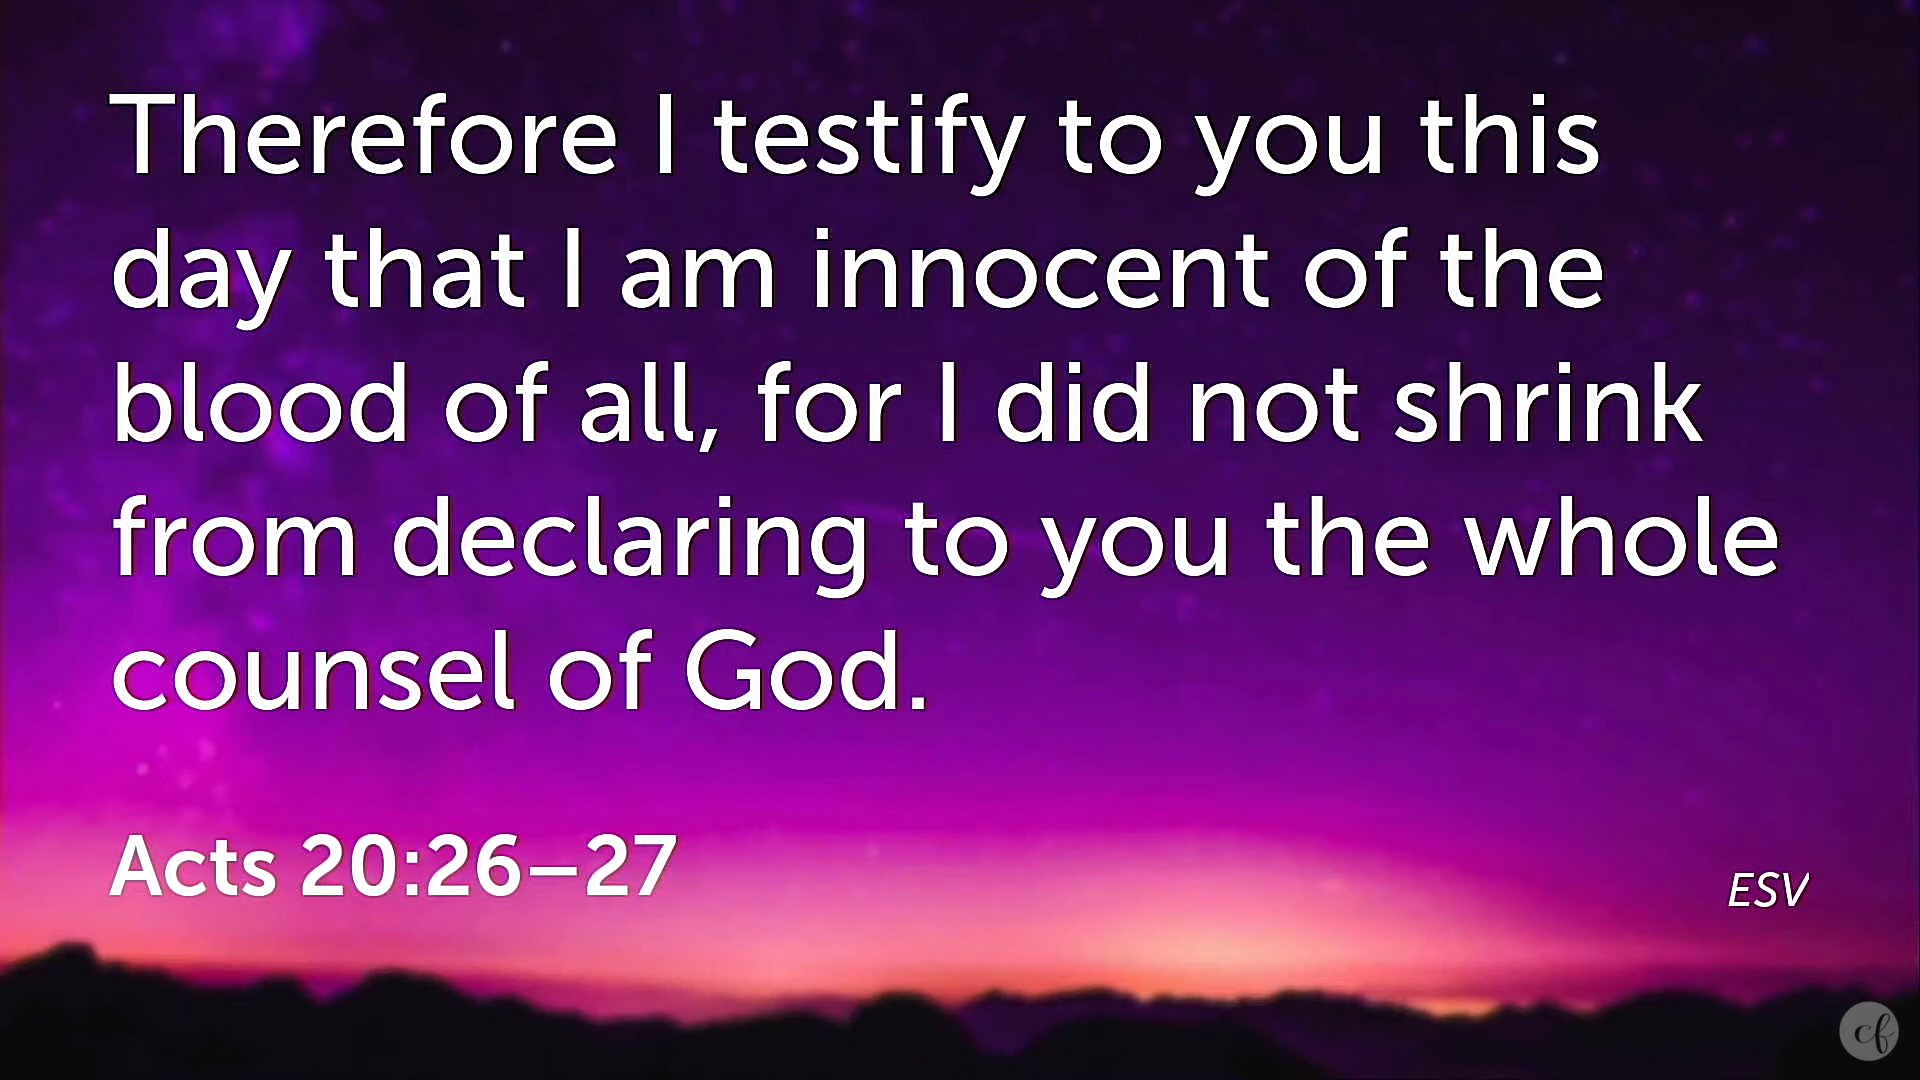 Therefore I testify to you this
day that I am innocent of the
blood of all, for I did not shrink
from declaring to you the whole
counsel of God.
Acts 20:26–27
ESV
cf